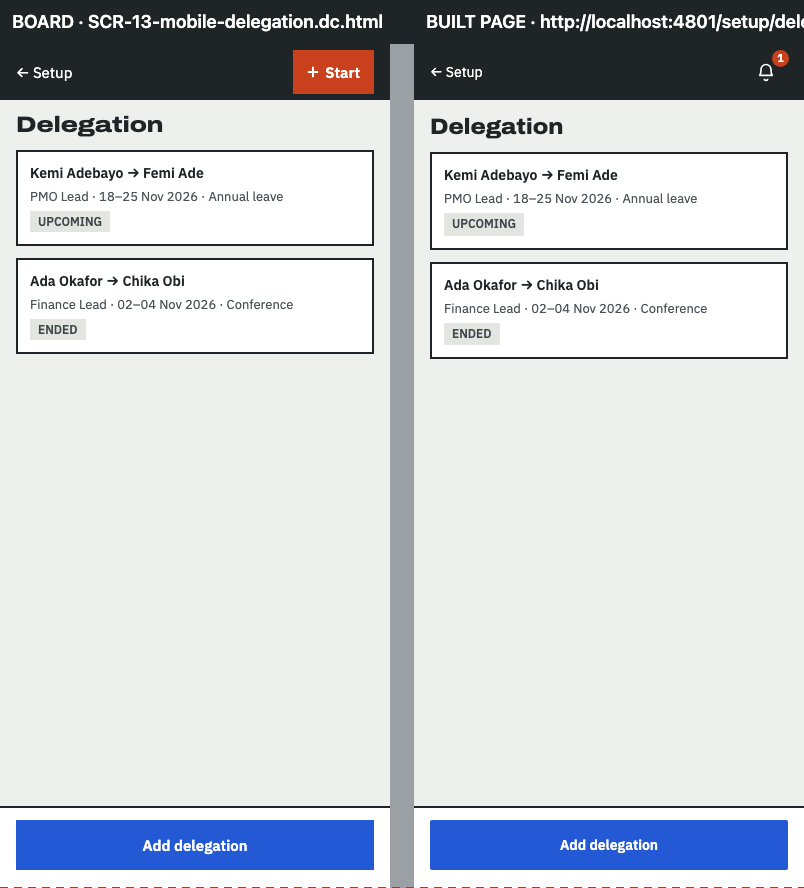 BOARD · SCR-13-mobile-delegation.dc.html
← Setup
+ Start
Delegation
Kemi Adebayo → Femi Ade
PMO Lead · 18–25 Nov 2026 · Annual leave
UPCOMING
Ada Okafor → Chika Obi
Finance Lead · 02–04 Nov 2026 · Conference
ENDED
Add delegation
BUILT PAGE · http://localhost:4801/setup/dele
← Setup
1
Delegation
Kemi Adebayo → Femi Ade
PMO Lead · 18–25 Nov 2026 · Annual leave
UPCOMING
Ada Okafor → Chika Obi
Finance Lead · 02–04 Nov 2026 · Conference
ENDED
Add delegation